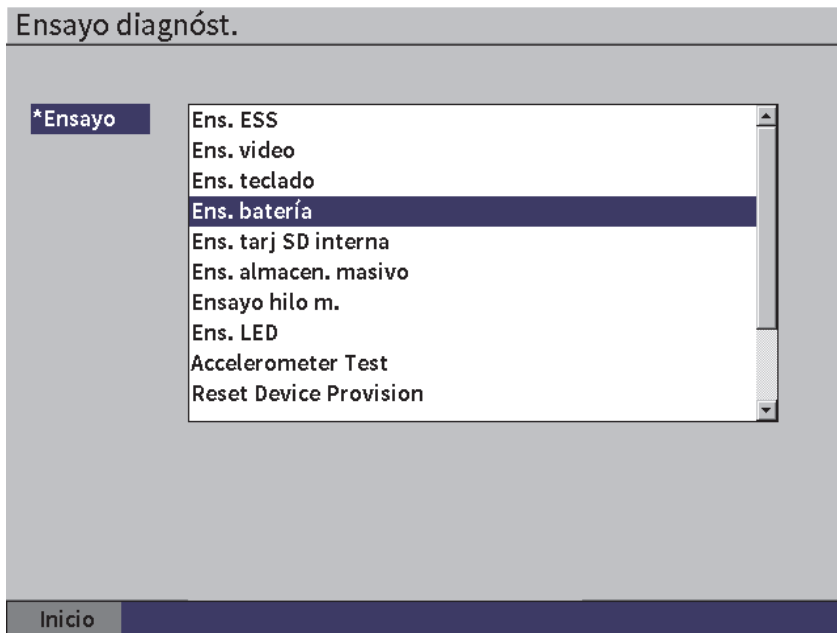 Ensayo diagnóst.
*Ensayo
Ens. ESS
Ens. video
Ens. teclado
Ens. batería
Ens. tarj SD interna
Ens. almacen. masivo
Ensayo hilo m.
Ens. LED
Accelerometer Test
Reset Device Provision
Inicio